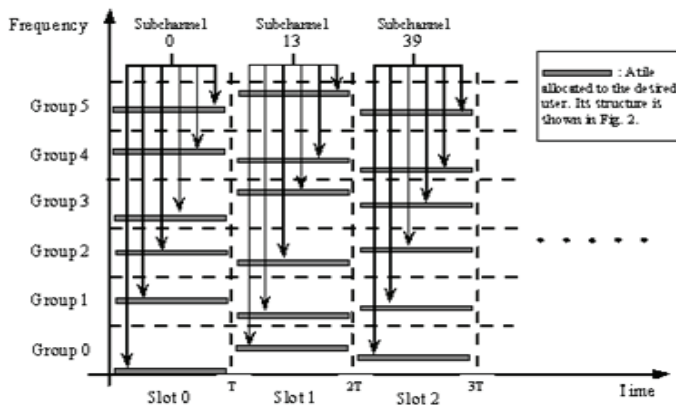 Frequency
Subchannel
0
Subchannel
13
Subchannel
39
: A tile
allocated to the desired
user. Its structure is
shown in Fig. 2.
Group 5
Group 4
Group 3
Group 2
Group 1
Group 0
T
2T
3T
Time
Slot 0
Slot 1
Slot 2